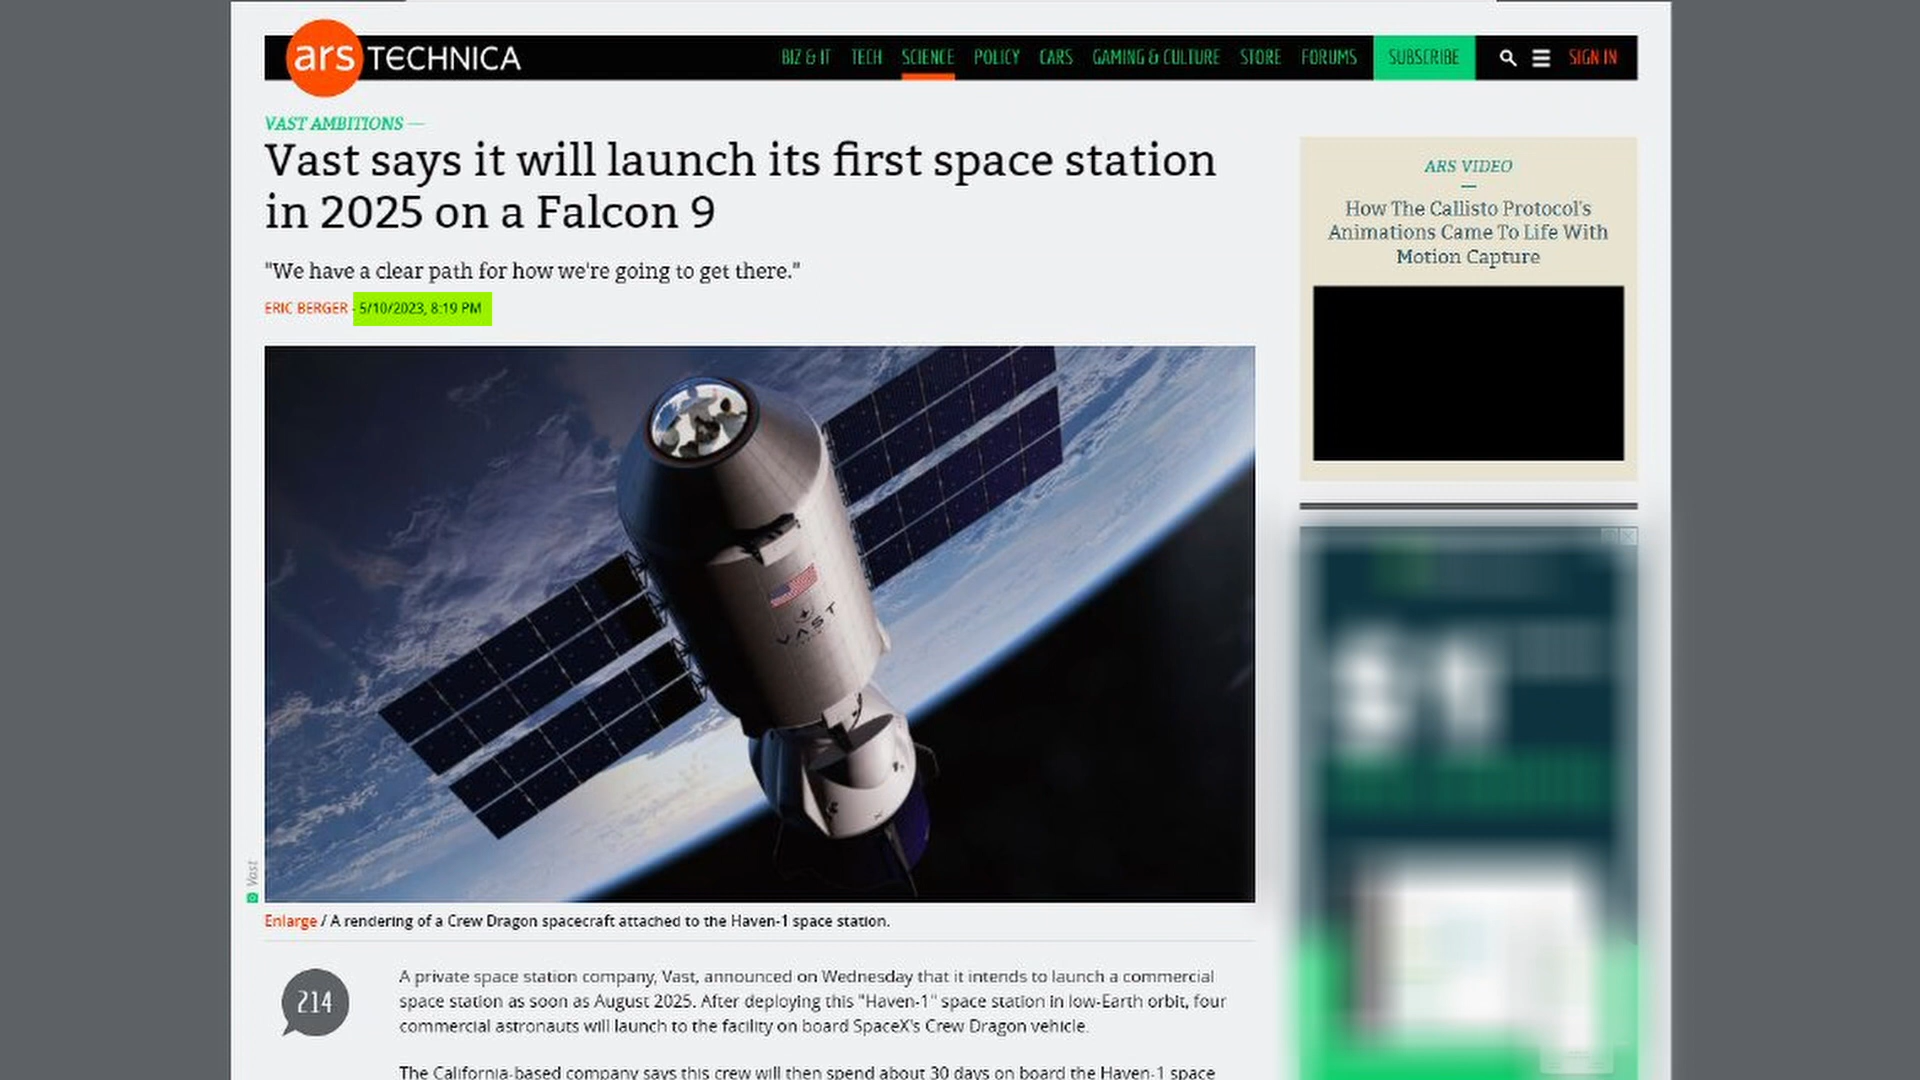 ars TECHNICA
BIZ & IT TECH SCIENCE POLICY CARS GAMING & CULTURE STORE FORUMS SUBSCRIBE SIGN IN
VAST AMBITIONS —
Vast says it will launch its first space station
in 2025 on a Falcon 9
"We have a clear path for how we're going to get there."
ERIC BERGER - 5/10/2023, 8:19 PM
VAST
Vast
Enlarge / A rendering of a Crew Dragon spacecraft attached to the Haven-1 space station.
214
A private space station company, Vast, announced on Wednesday that it intends to launch a commercial
space station as soon as August 2025. After deploying this "Haven-1" space station in low-Earth orbit, four
commercial astronauts will launch to the facility on board SpaceX's Crew Dragon vehicle.
The California-based company says this crew will then spend about 30 days on board the Haven-1 space
ARS VIDEO
—
How The Callisto Protocol's
Animations Came To Life With
Motion Capture